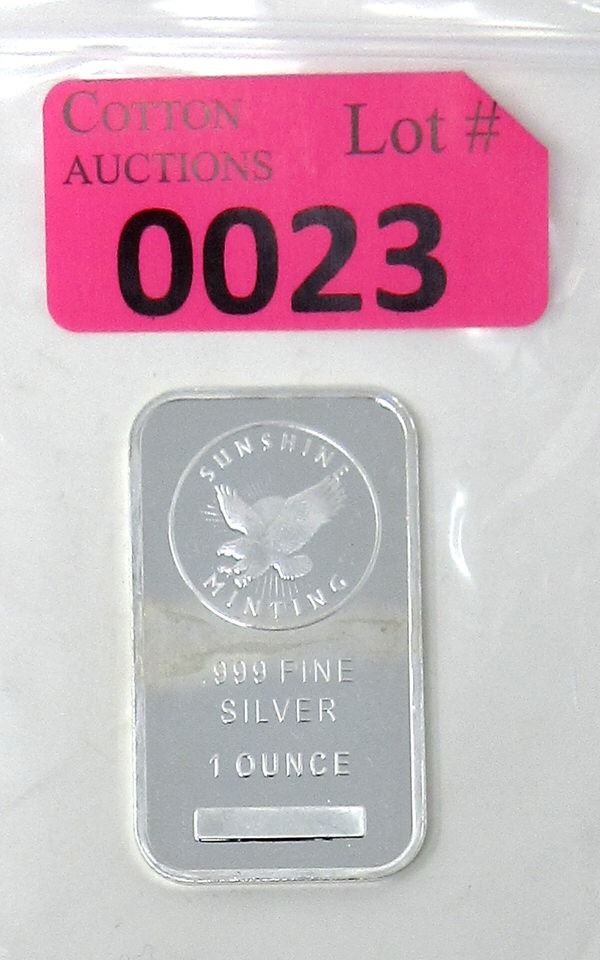 COTTON
AUCTIONS
Lot #
0023
SUNSHINE
MINTING
.999 FINE
SILVER
1 OUNCE